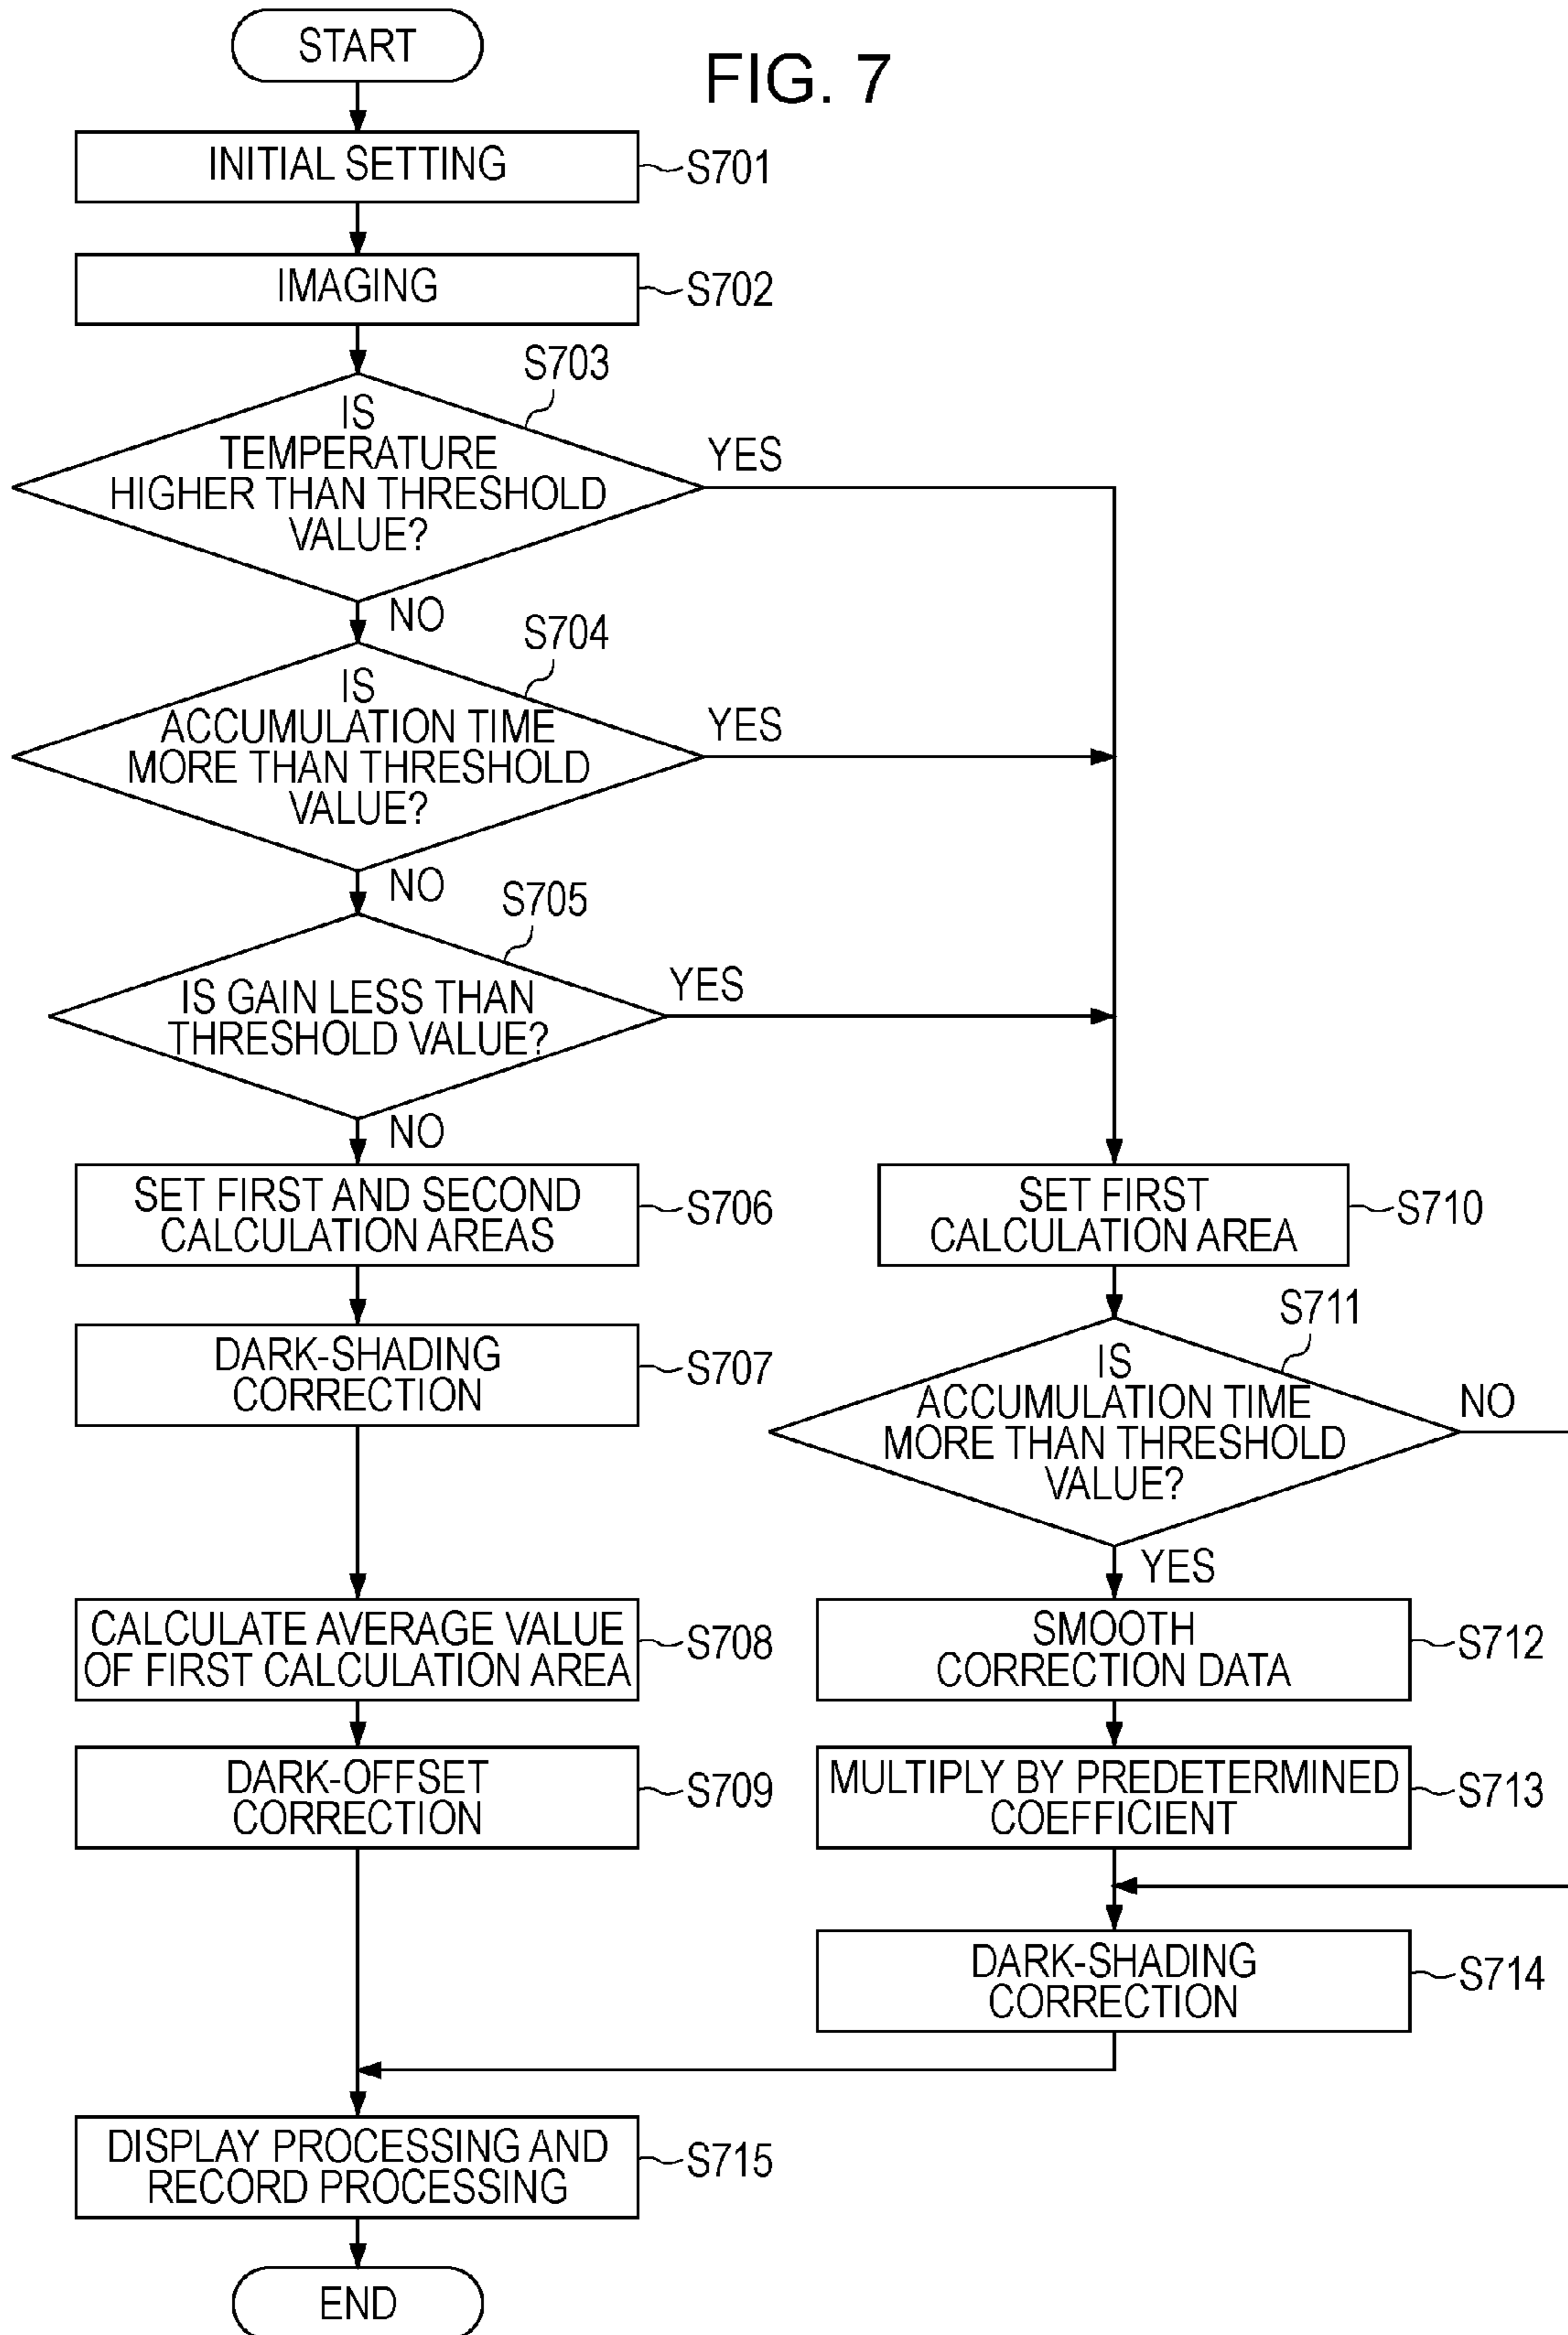 START
FIG. 7
INITIAL SETTING
S701
IMAGING
S702
S703
IS
TEMPERATURE
HIGHER THAN THRESHOLD
VALUE?
YES
NO
S704
IS
ACCUMULATION TIME
MORE THAN THRESHOLD
VALUE?
YES
NO
S705
IS GAIN LESS THAN
THRESHOLD VALUE?
YES
NO
SET FIRST AND SECOND
CALCULATION AREAS
S706
DARK-SHADING
CORRECTION
S707
CALCULATE AVERAGE VALUE
OF FIRST CALCULATION AREA
S708
DARK-OFFSET
CORRECTION
S709
SET FIRST
CALCULATION AREA
S710
S711
IS
ACCUMULATION TIME
MORE THAN THRESHOLD
VALUE?
NO
YES
SMOOTH
CORRECTION DATA
S712
MULTIPLY BY PREDETERMINED
COEFFICIENT
S713
DARK-SHADING
CORRECTION
S714
DISPLAY PROCESSING AND
RECORD PROCESSING
S715
END